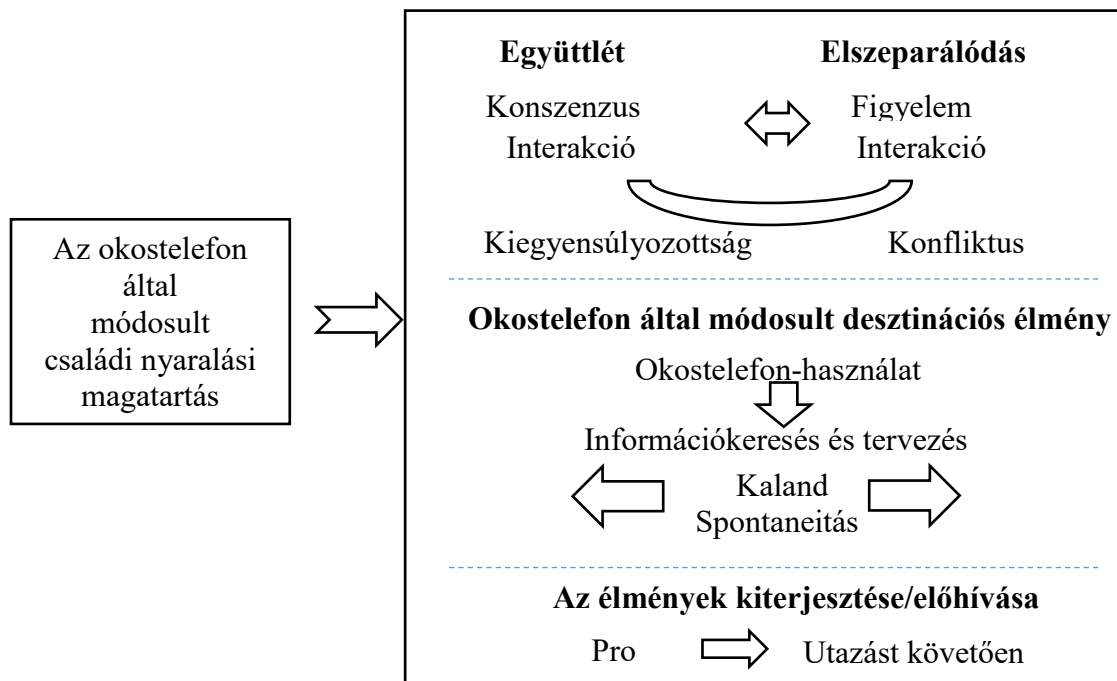 Az okostelefon
által
módosult
családi nyaralási
magatartás
Együttlét Elszeparálódás
Konszenzus Figyelem
Interakció Interakció
Kiegyensúlyozottság Konfliktus
Okostelefon által módosult desztinációs élmény
Okostelefon-használat
Információkeresés és tervezés
Kaland
Spontaneitás
Az élmények kiterjesztése/előhívása
Pro Utazást követően